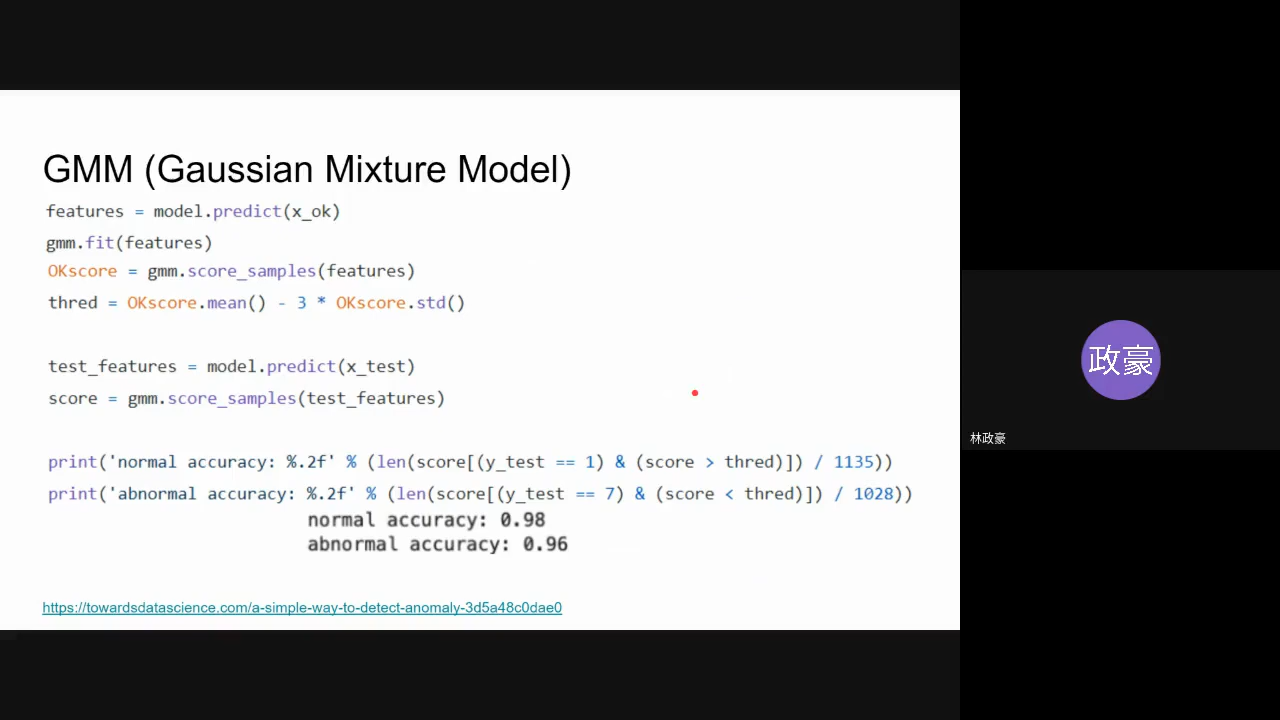 GMM (Gaussian Mixture Model)
features = model.predict(x_ok)
gmm.fit(features)
OKscore = gmm.score_samples(features)
thred = OKscore.mean() - 3 * OKscore.std()
test_features = model.predict(x_test)
score = gmm.score_samples(test_features)
print('normal accuracy: %.2f' % (len(score[(y_test == 1) & (score > thred)]) / 1135))
print('abnormal accuracy: %.2f' % (len(score[(y_test == 7) & (score < thred)]) / 1028))
normal accuracy: 0.98
abnormal accuracy: 0.96
https://towardsdatascience.com/a-simple-way-to-detect-anomaly-3d5a48c0dae0
政豪
林政豪